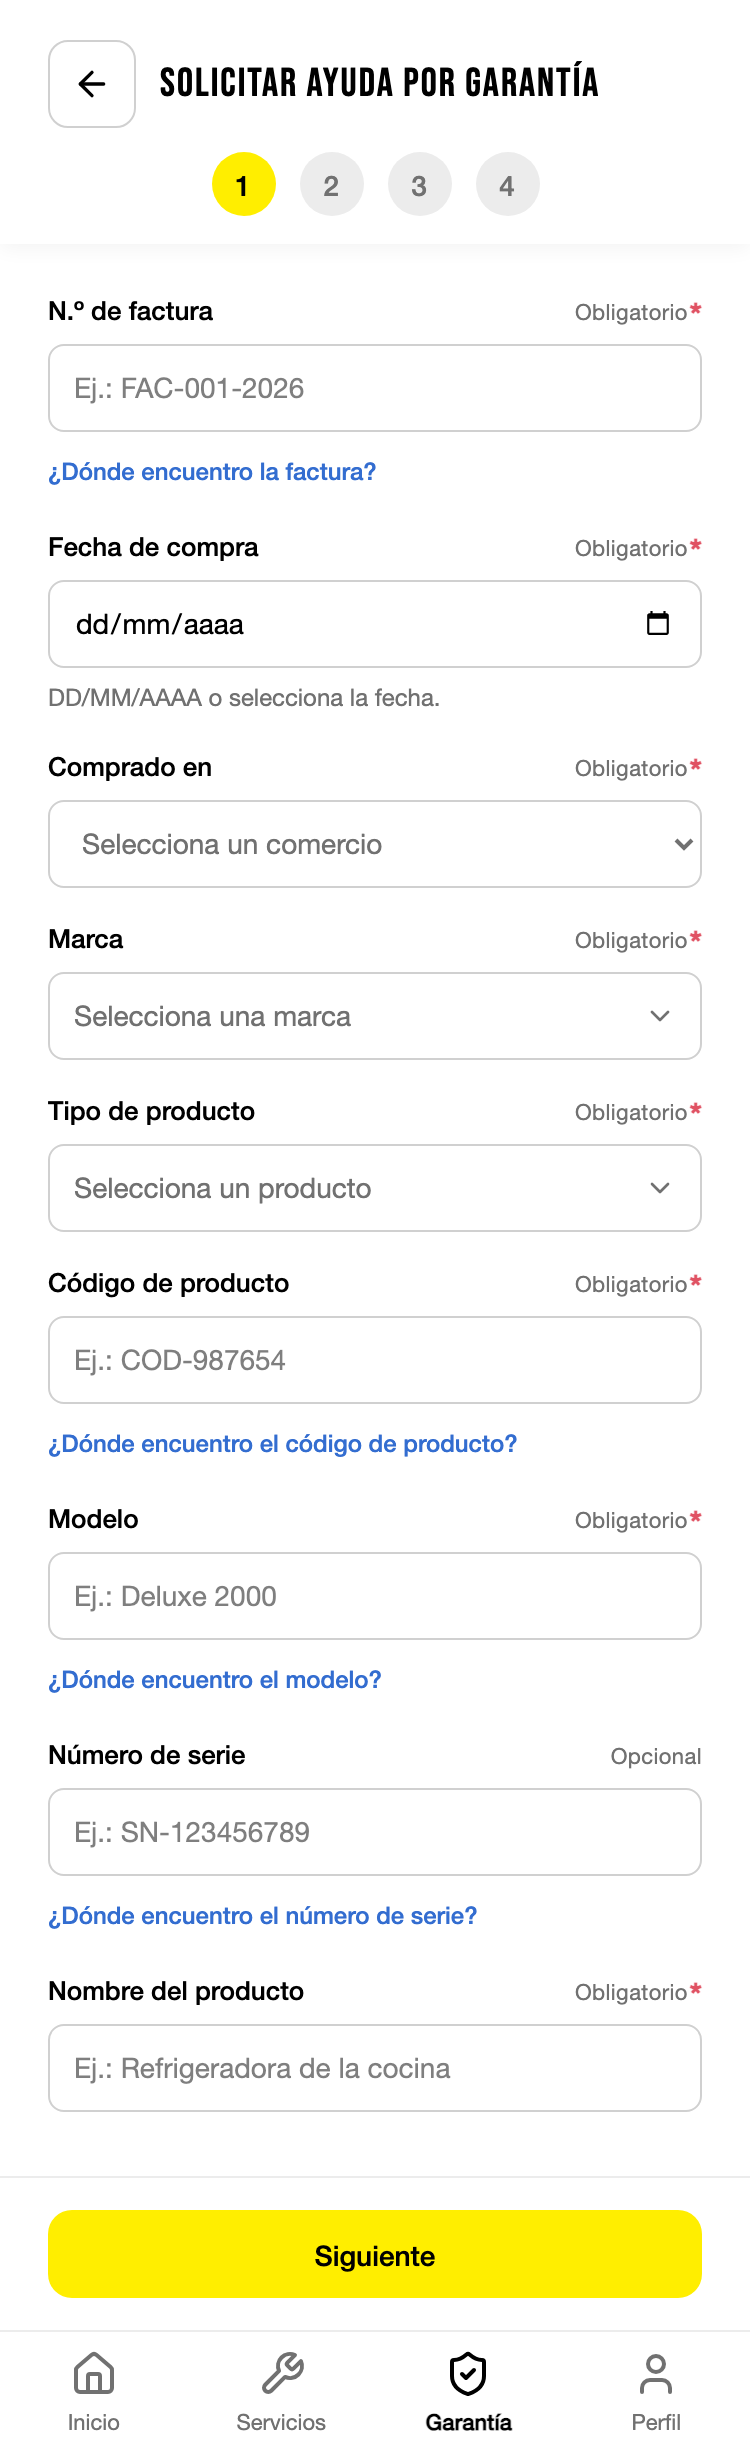 SOLICITAR AYUDA POR GARANTÍA
1 2 3 4
N.º de factura Obligatorio*
Ej.: FAC-001-2026
¿Dónde encuentro la factura?
Fecha de compra Obligatorio*
dd/mm/aaaa
DD/MM/AAAA o selecciona la fecha.
Comprado en Obligatorio*
Selecciona un comercio
Marca Obligatorio*
Selecciona una marca
Tipo de producto Obligatorio*
Selecciona un producto
Código de producto Obligatorio*
Ej.: COD-987654
¿Dónde encuentro el código de producto?
Modelo Obligatorio*
Ej.: Deluxe 2000
¿Dónde encuentro el modelo?
Número de serie Opcional
Ej.: SN-123456789
¿Dónde encuentro el número de serie?
Nombre del producto Obligatorio*
Ej.: Refrigeradora de la cocina
Siguiente
Inicio Servicios Garantía Perfil